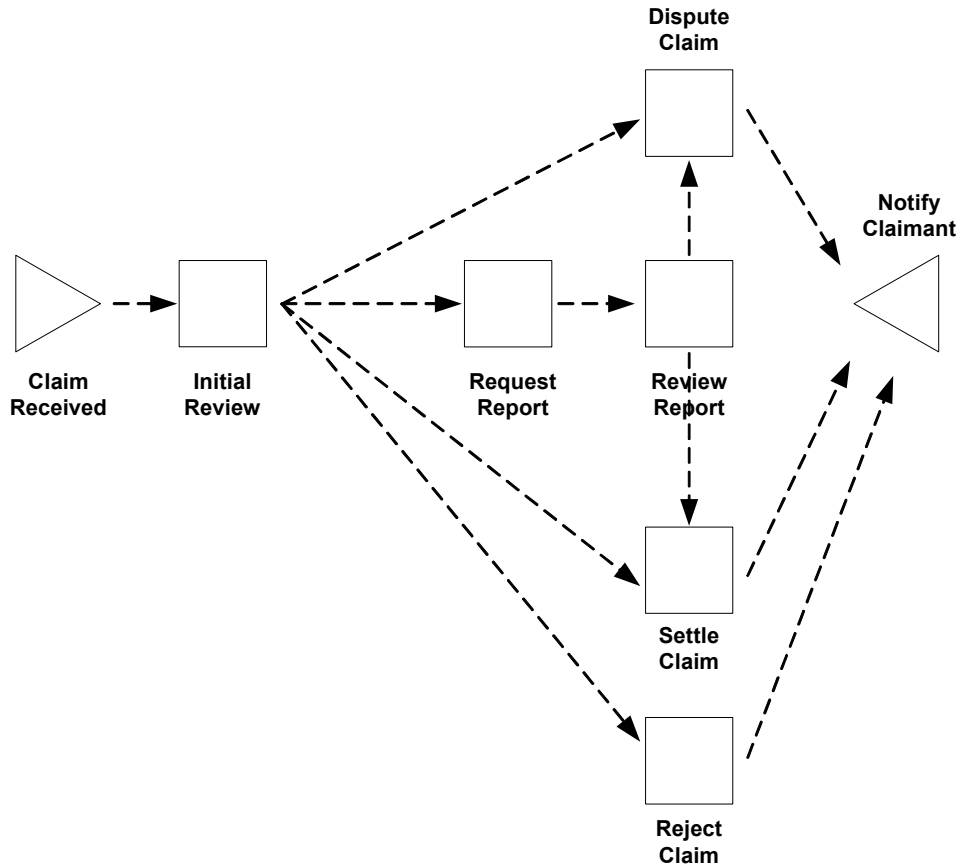 Dispute
Claim
Notify
Claimant
Claim
Received
Initial
Review
Request
Report
Review
Report
Settle
Claim
Reject
Claim